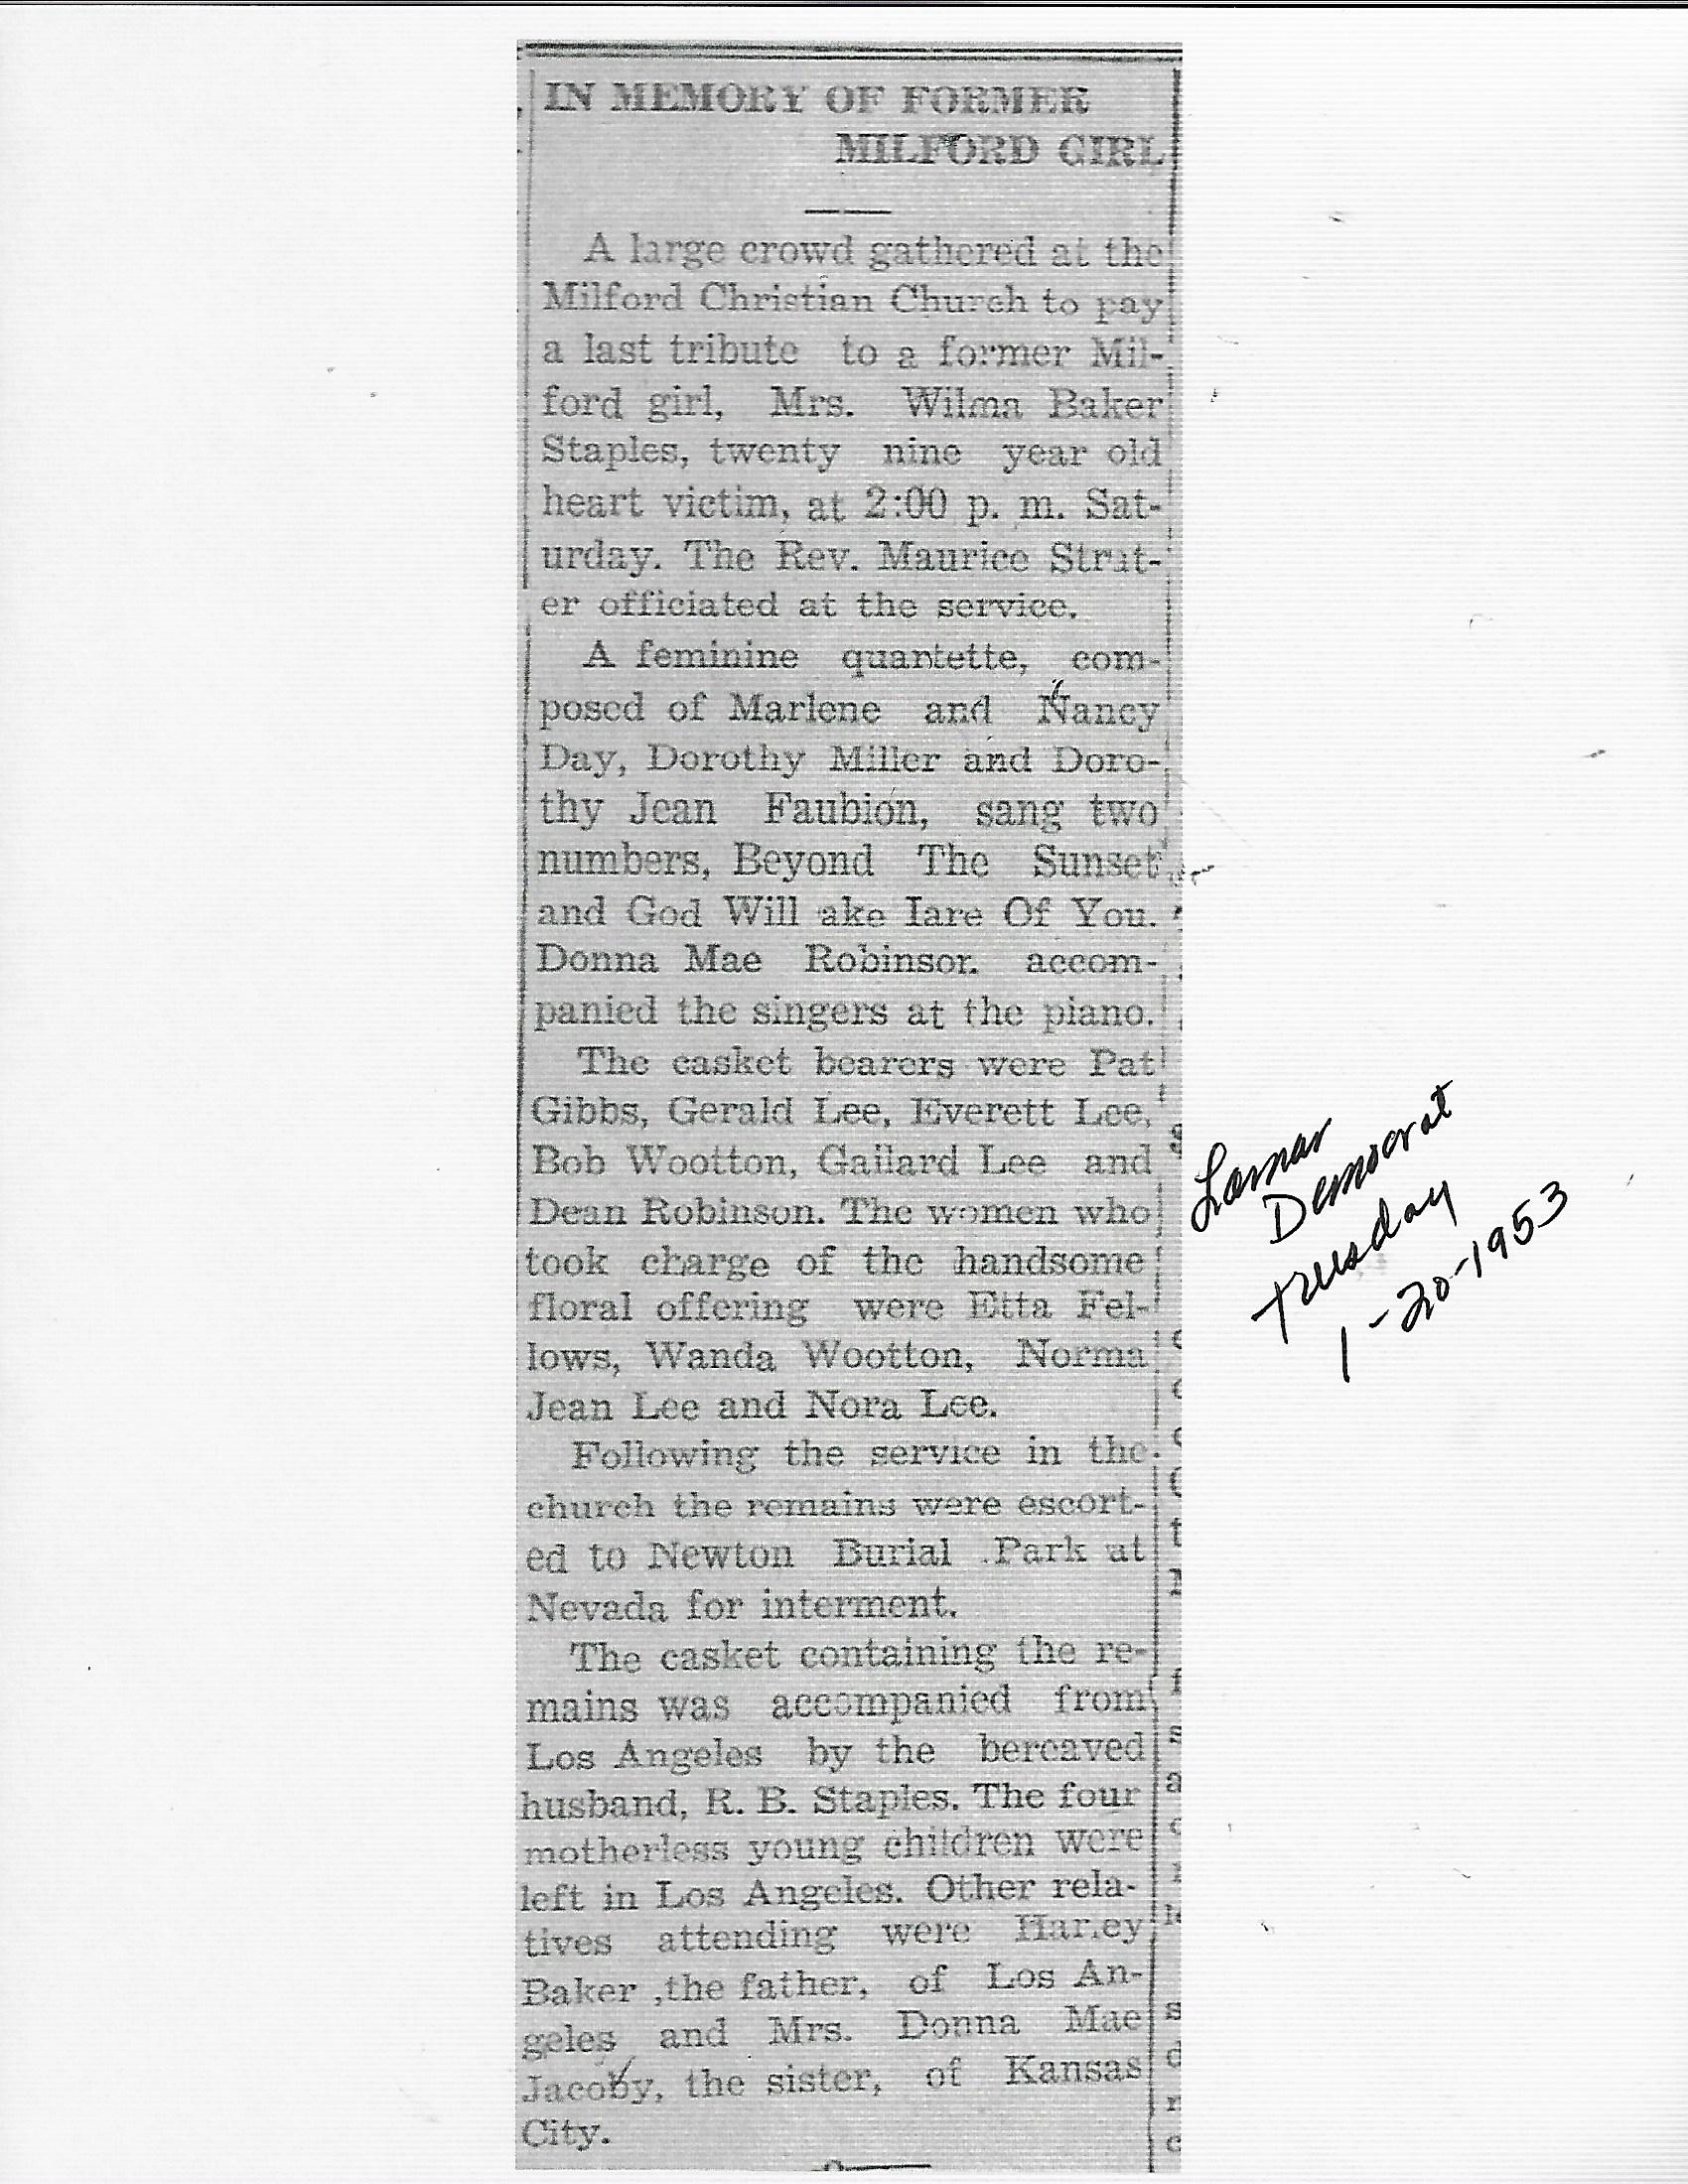 IN MEMORY OF FORMER
MILFORD GIRL
A large crowd gathered at the
Milford Christian Church to pay
a last tribute to a former Mil-
ford girl, Mrs. Wilma Baker
Staples, twenty nine year old
heart victim, at 2:00 p. m. Sat-
urday. The Rev. Maurice Strat-
er officiated at the service.
A feminine quantette, com-
posed of Marlene and Nancy
Day, Dorothy Miller and Doro-
thy Jean Faubion, sang two
numbers, Beyond The Sunset
and God Will ake Iare Of You.
Donna Mae Robinson accom-
panied the singers at the piano.
The casket bearers were Pat
Gibbs, Gerald Lee, Everett Lee,
Bob Wootton, Gailard Lee and
Dean Robinson. The women who
took charge of the handsome
floral offering were Etta Fel-
lows, Wanda Wootton, Norma
Jean Lee and Nora Lee.
Following the service in the
church the remains were escort-
ed to Newton Burial Park at
Nevada for interment.
The casket containing the re-
mains was accompanied from
Los Angeles by the bereaved
husband, R. B. Staples. The four
motherless young children were
left in Los Angeles. Other rela-
tives attending were Harley
Baker ,the father, of Los An-
geles and Mrs. Donna Mae
Jacoby, the sister, of Kansas
City.
Lamar
Democrat
Tuesday
1-20-1953